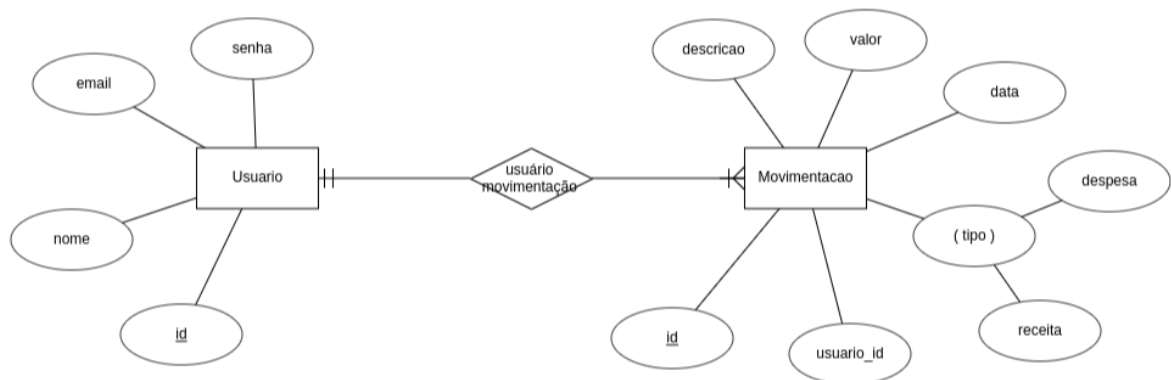 senha
email
Usuario
nome
id
usuário
movimentação
descricao
valor
data
Movimentacao
despesa
( tipo )
receita
id
usuario_id